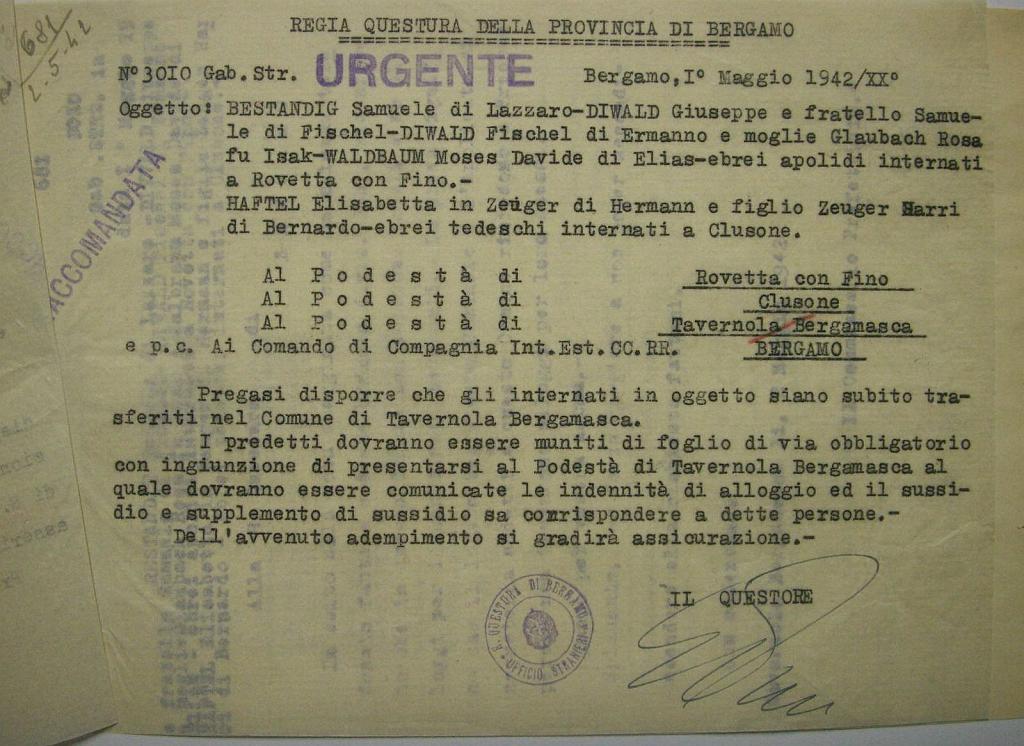 681
2-5-42
REGIA QUESTURA DELLA PROVINCIA DI BERGAMO
N°3010 Gab.Str. URGENTE Bergamo,I° Maggio 1942/XX°
Oggetto: BESTANDIG Samuele di Lazzaro-DIWALD Giuseppe e fratello Samue-
le di Fischel-DIWALD Fischel di Ermanno e moglie Glaubach Rosa
fu Isak-WALDBAUM Moses Davide di Elias-ebrei apolidi internati
a Rovetta con Fino.-
HAFTEL Elisabetta in Zeuger di Hermann e figlio Zeuger Harri
di Bernardo-ebrei tedeschi internati a Clusone.
ACCOMANDATA
Al Podestà di Rovetta con Fino
Al Podestà di Clusone
Al Podestà di Tavernola Bergamasca
e p.c. Ai Comando di Compagnia Int.Est.CC.RR. BERGAMO
Pregasi disporre che gli internati in oggetto siano subito tra-
sferiti nel Comune di Tavernola Bergamasca.
I predetti dovranno essere muniti di foglio di via obbligatorio
con ingiunzione di presentarsi al Podestà di Tavernola Bergamasca al
quale dovranno essere comunicate le indennità di alloggio ed il sussi-
dio e supplemento di sussidio sa corrispondere a dette persone.-
Dell'avvenuto adempimento si gradirà assicurazione.-
IL QUESTORE
R. QUESTURA DI BERGAMO
UFFICIO STRANIERI